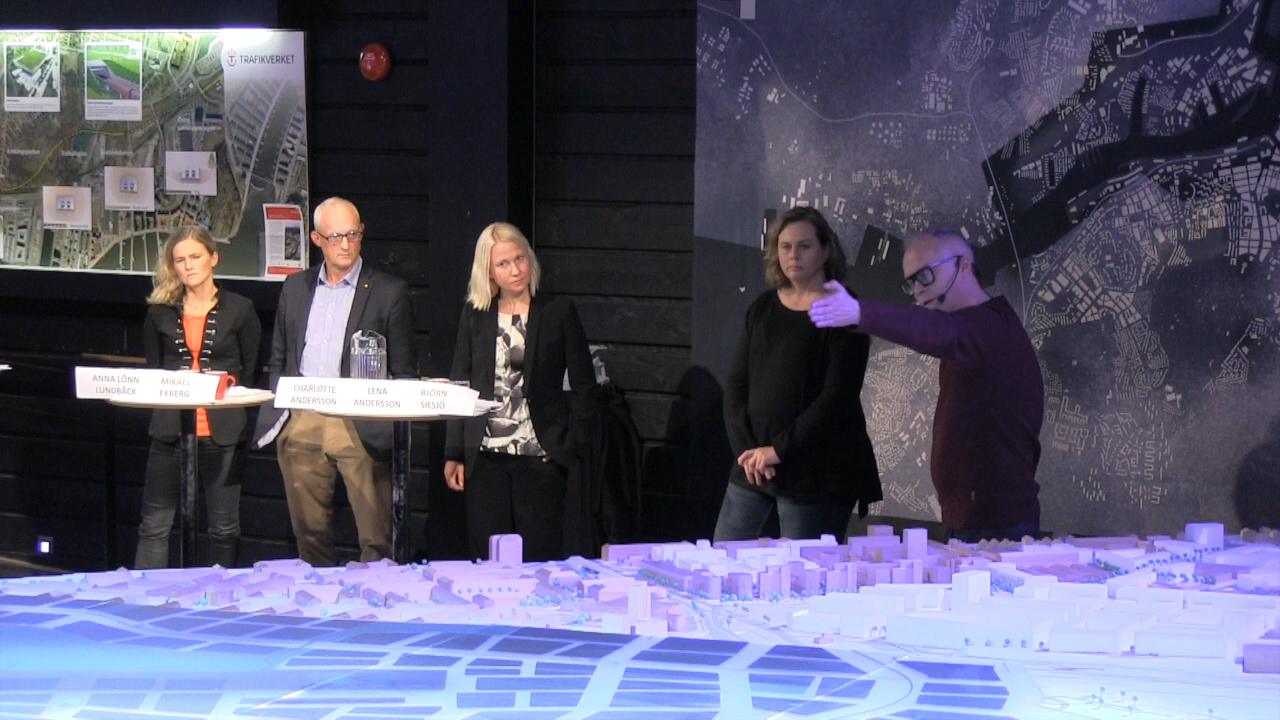 TRAFIKVERKET
ANNA LÖNN LUNDBÄCK
MIKAEL EKBERG
CHARLOTTE ANDERSSON
LENA ANDERSSON
BJÖRN SIESJÖ